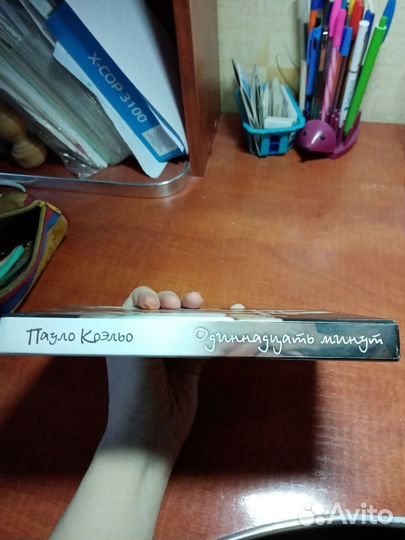 X-COP 3100
Пауло Коэльо
Одиннадцать минут
Avito